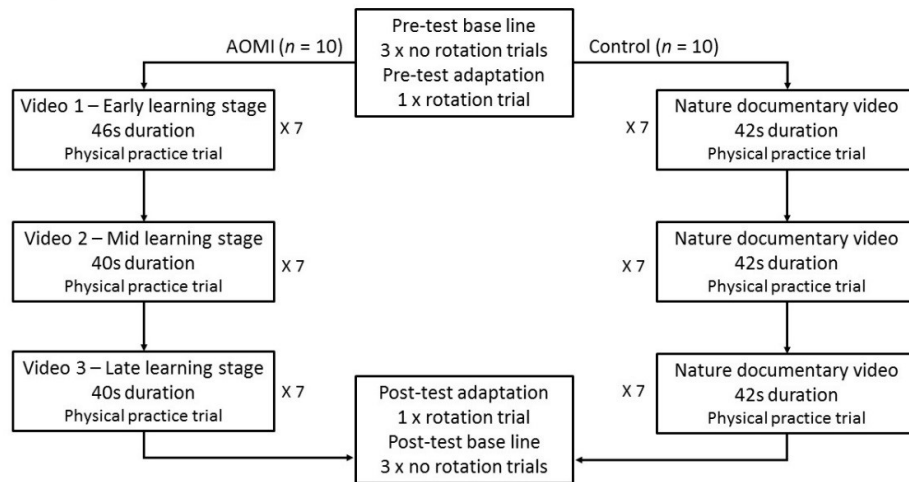 Pre-test base line
3 x no rotation trials
Pre-test adaptation
1 x rotation trial
AOMI (n = 10)
Control (n = 10)
Video 1 – Early learning stage
46s duration
Physical practice trial
X 7
X 7
Nature documentary video
42s duration
Physical practice trial
Video 2 – Mid learning stage
40s duration
Physical practice trial
X 7
X 7
Nature documentary video
42s duration
Physical practice trial
Video 3 – Late learning stage
40s duration
Physical practice trial
X 7
X 7
Nature documentary video
42s duration
Physical practice trial
Post-test adaptation
1 x rotation trial
Post-test base line
3 x no rotation trials